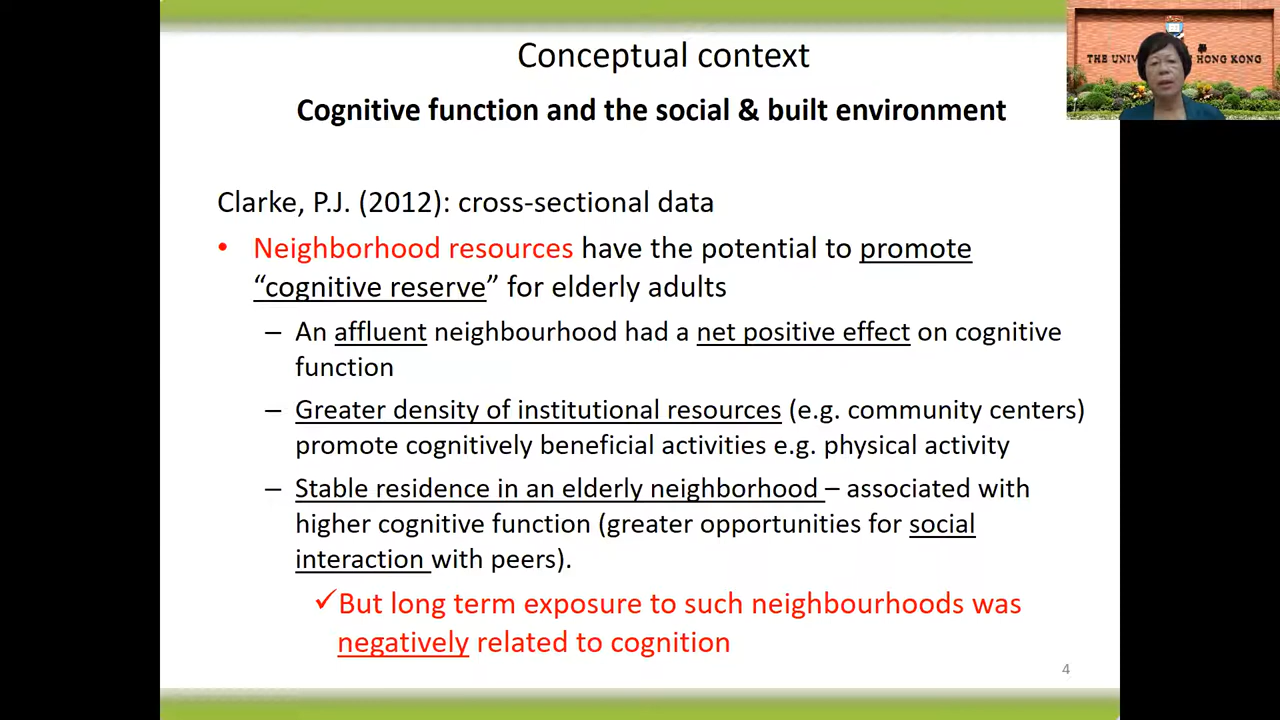 Conceptual context
THE UNIV HONG KONG
Cognitive function and the social & built environment
Clarke, P.J. (2012): cross-sectional data
• Neighborhood resources have the potential to promote
“cognitive reserve” for elderly adults
– An affluent neighbourhood had a net positive effect on cognitive
function
– Greater density of institutional resources (e.g. community centers)
promote cognitively beneficial activities e.g. physical activity
– Stable residence in an elderly neighborhood – associated with
higher cognitive function (greater opportunities for social
interaction with peers).
✓But long term exposure to such neighbourhoods was
negatively related to cognition
4